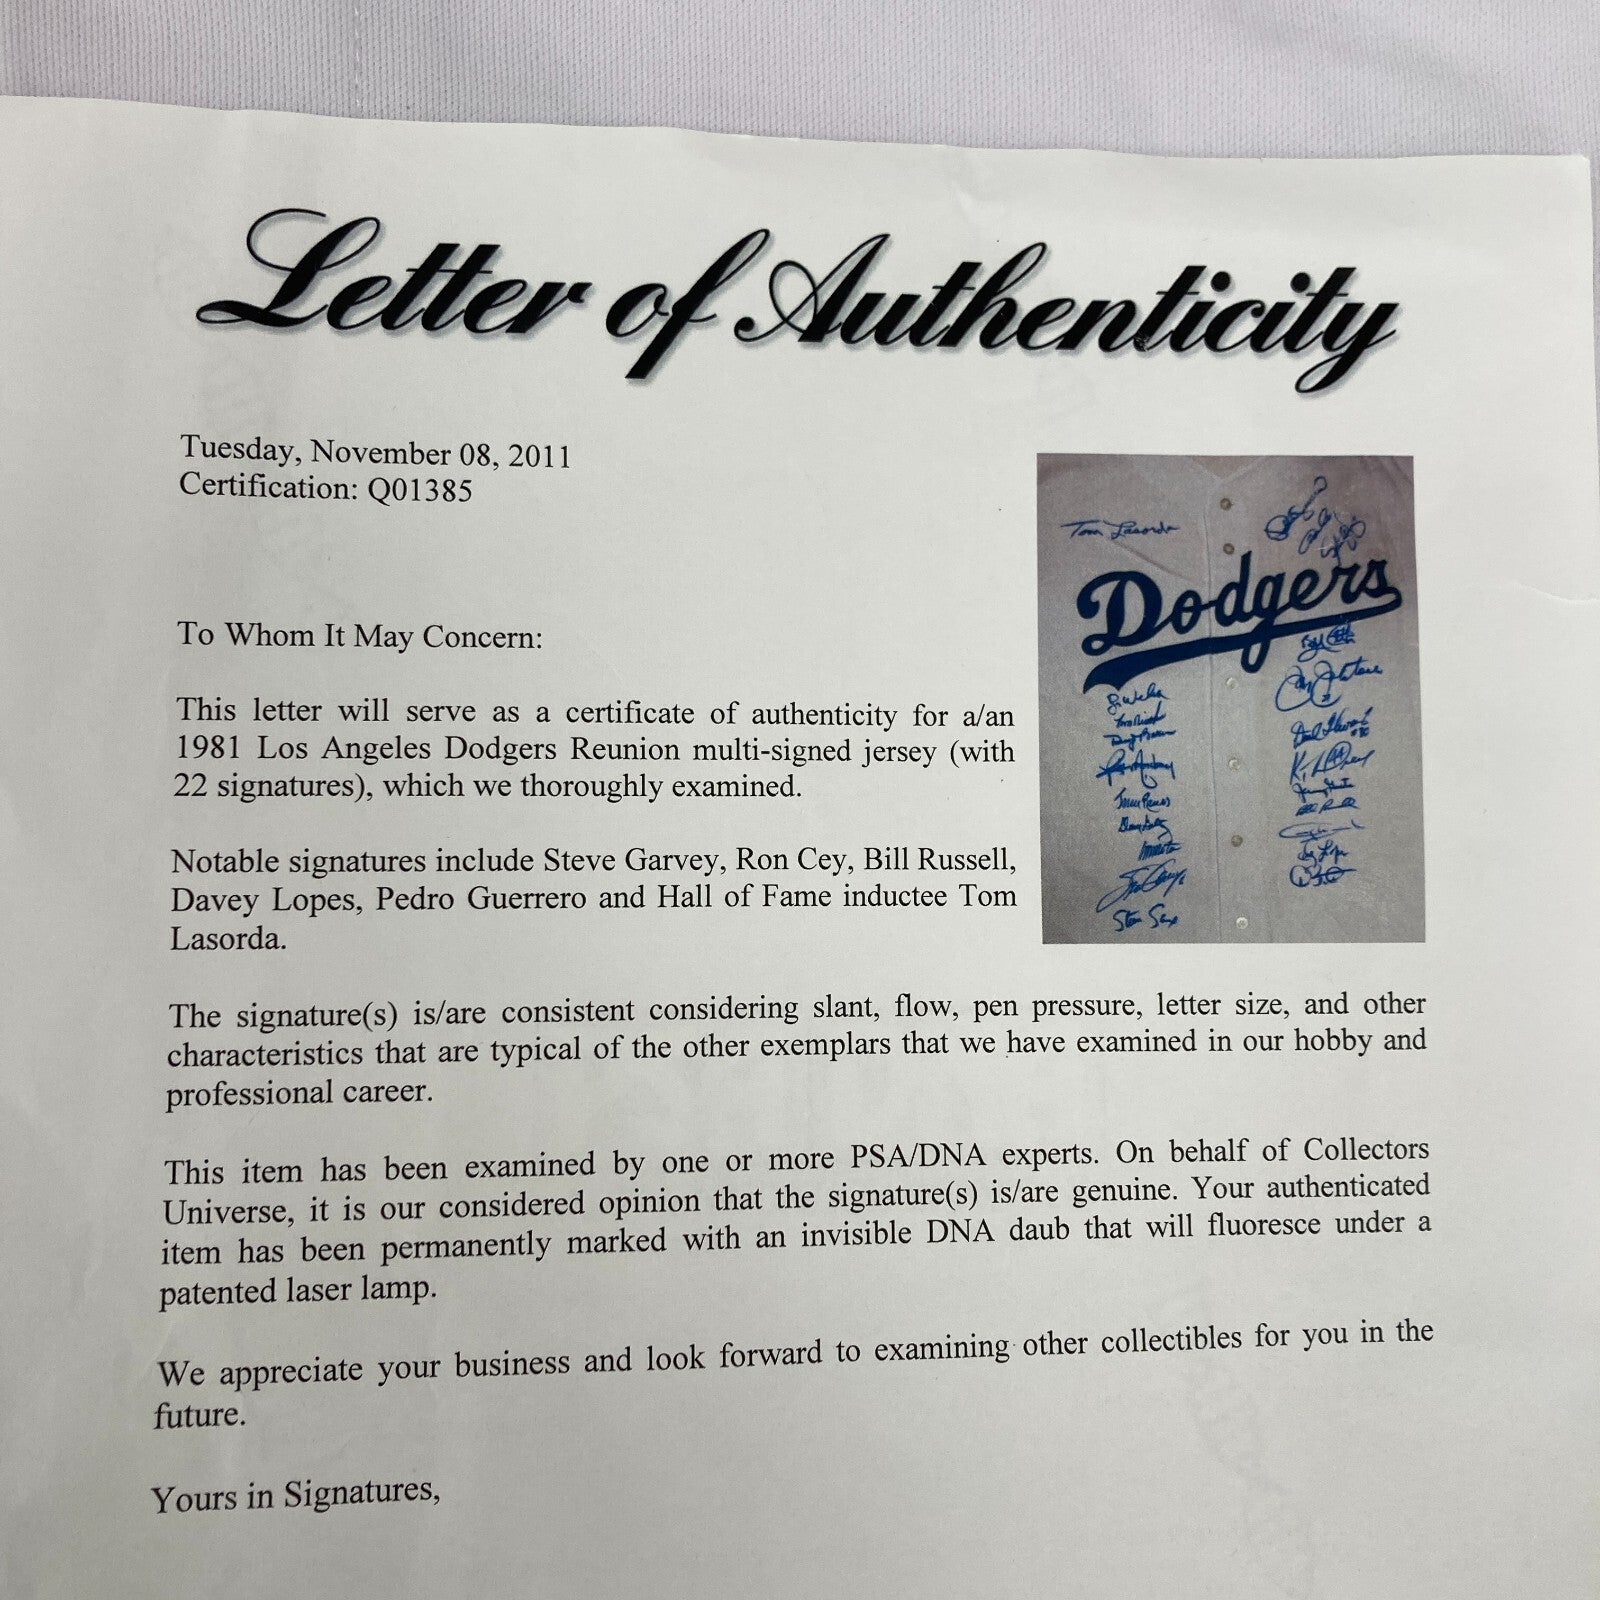 Letter of Authenticity
Tuesday, November 08, 2011
Certification: Q01385
Tom Lasorda
Dodgers
Steve Sax
To Whom It May Concern:
This letter will serve as a certificate of authenticity for a/an
1981 Los Angeles Dodgers Reunion multi-signed jersey (with
22 signatures), which we thoroughly examined.
Notable signatures include Steve Garvey, Ron Cey, Bill Russell,
Davey Lopes, Pedro Guerrero and Hall of Fame inductee Tom
Lasorda.
The signature(s) is/are consistent considering slant, flow, pen pressure, letter size, and other
characteristics that are typical of the other exemplars that we have examined in our hobby and
professional career.
This item has been examined by one or more PSA/DNA experts. On behalf of Collectors
Universe, it is our considered opinion that the signature(s) is/are genuine. Your authenticated
item has been permanently marked with an invisible DNA daub that will fluoresce under a
patented laser lamp.
We appreciate your business and look forward to examining other collectibles for you in the
future.
Yours in Signatures,